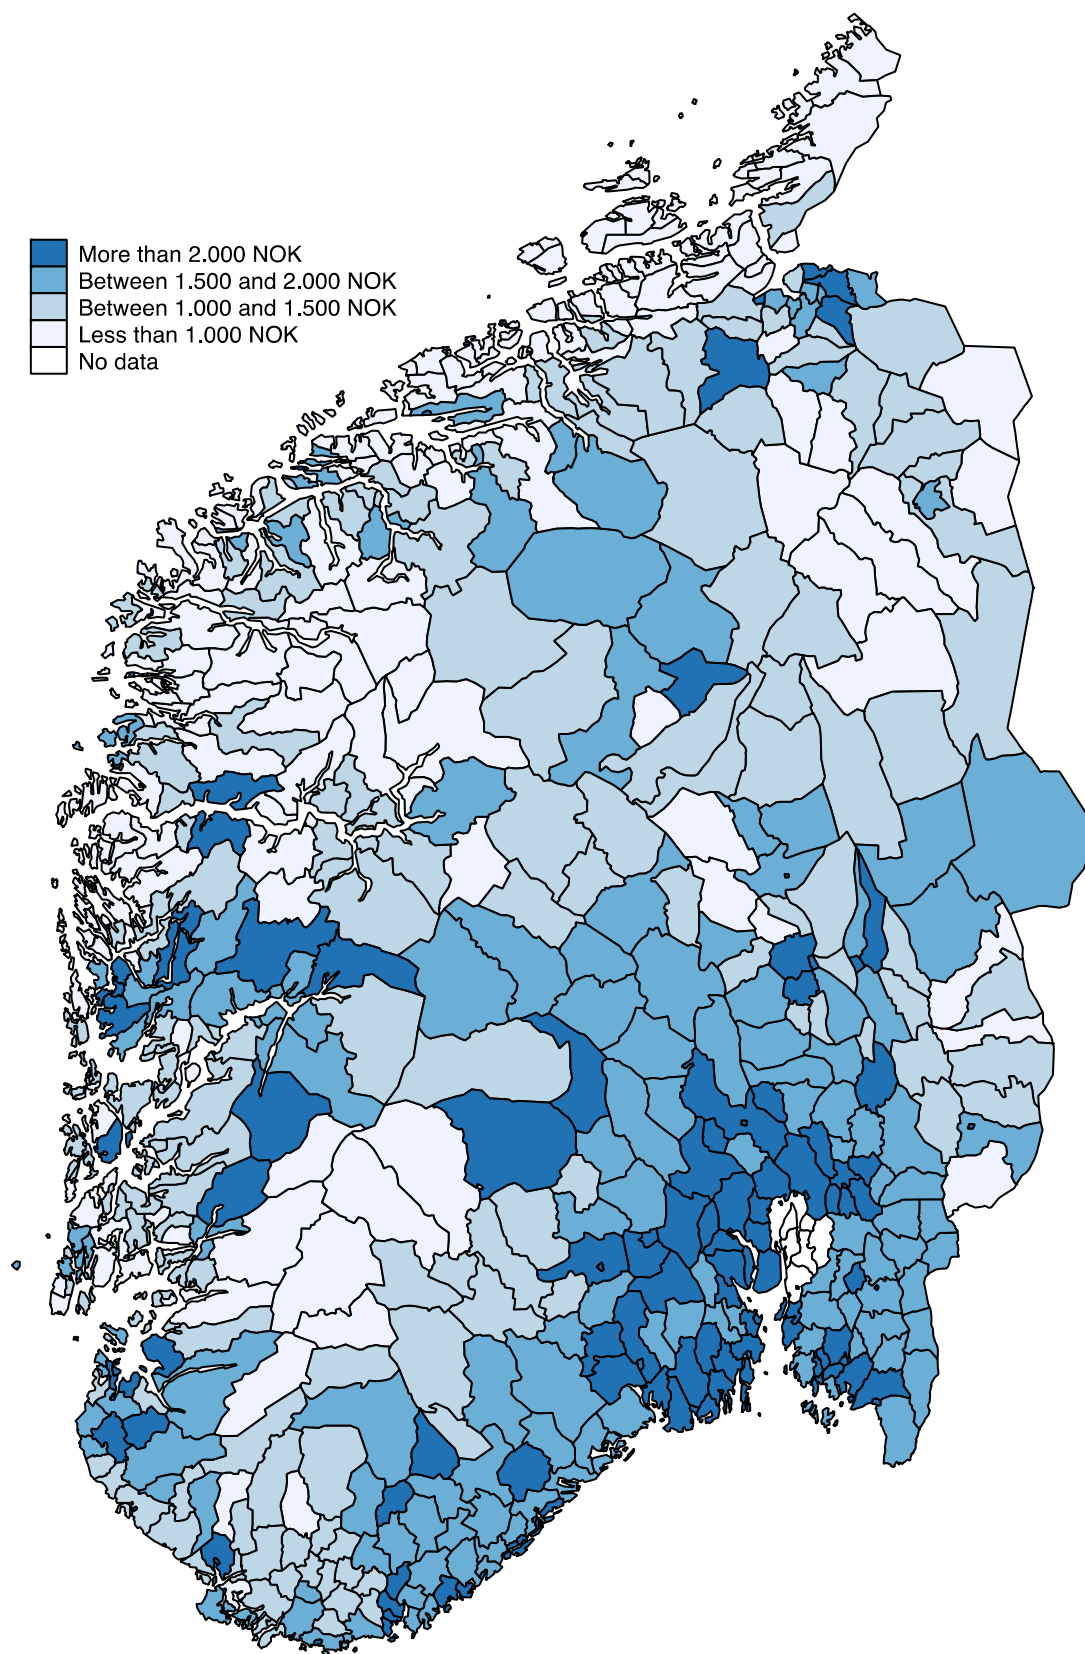 More than 2.000 NOK
Between 1.500 and 2.000 NOK
Between 1.000 and 1.500 NOK
Less than 1.000 NOK
No data